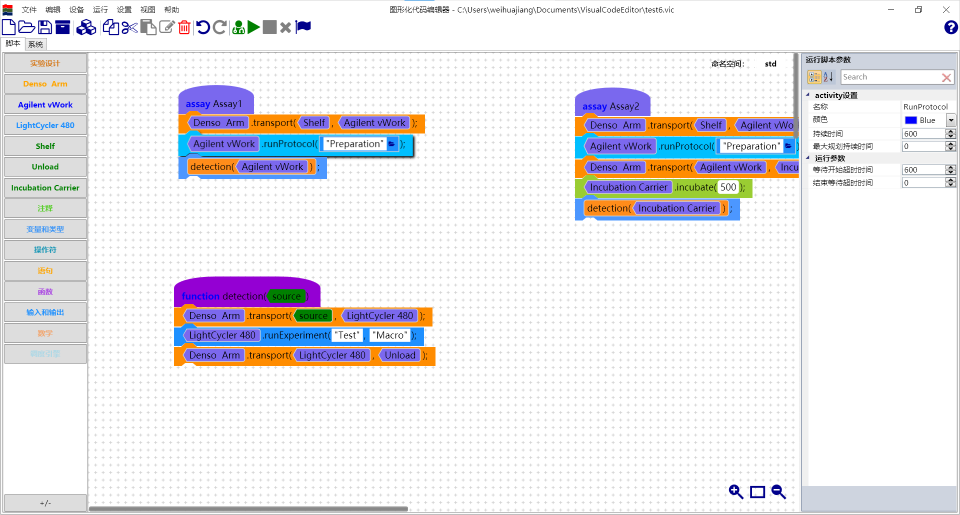 图形化代码编辑器 - C:\Users\weihuajiang\Documents\VisualCodeEditor\test6.vic
文件 编辑 设备 运行 设置 视图 帮助
脚本 系统
实验设计
Denso Arm
Agilent vWork
LightCycler 480
Shelf
Unload
Incubation Carrier
注释
变量和类型
操作符
语句
函数
输入和输出
数学
+/-
命名空间: std
assay Assay1
Denso Arm .transport( Shelf , Agilent vWork );
Agilent vWork .runProtocol( "Preparation" );
detection( Agilent vWork ) ;
assay Assay2
Denso Arm .transport( Shelf , Agilent vWo
Agilent vWork .runProtocol( "Preparation"
Denso Arm .transport( Agilent vWork , Incu
Incubation Carrier .incubate( 500 );
detection( Incubation Carrier ) ;
function detection( source
Denso Arm .transport( source , LightCycler 480 );
LightCycler 480 .runExperiment( "Test" , "Macro" );
Denso Arm .transport( LightCycler 480 , Unload );
运行脚本参数
Search
activity设置
名称 RunProtocol
颜色 Blue
持续时间 600
最大规划持续时间 0
运行参数
等待开始超时时间 600
结束等待超时时间 0